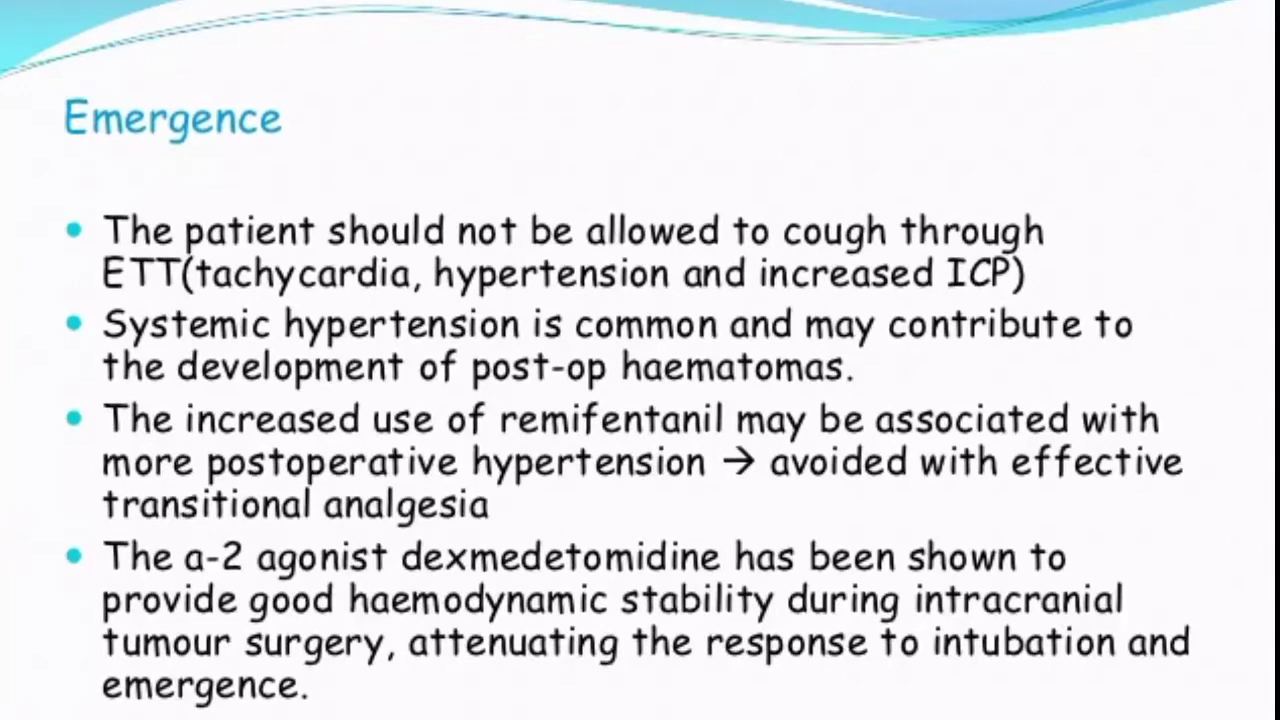 Emergence
• The patient should not be allowed to cough through
ETT(tachycardia, hypertension and increased ICP)
• Systemic hypertension is common and may contribute to
the development of post-op haematomas.
• The increased use of remifentanil may be associated with
more postoperative hypertension → avoided with effective
transitional analgesia
• The a-2 agonist dexmedetomidine has been shown to
provide good haemodynamic stability during intracranial
tumour surgery, attenuating the response to intubation and
emergence.